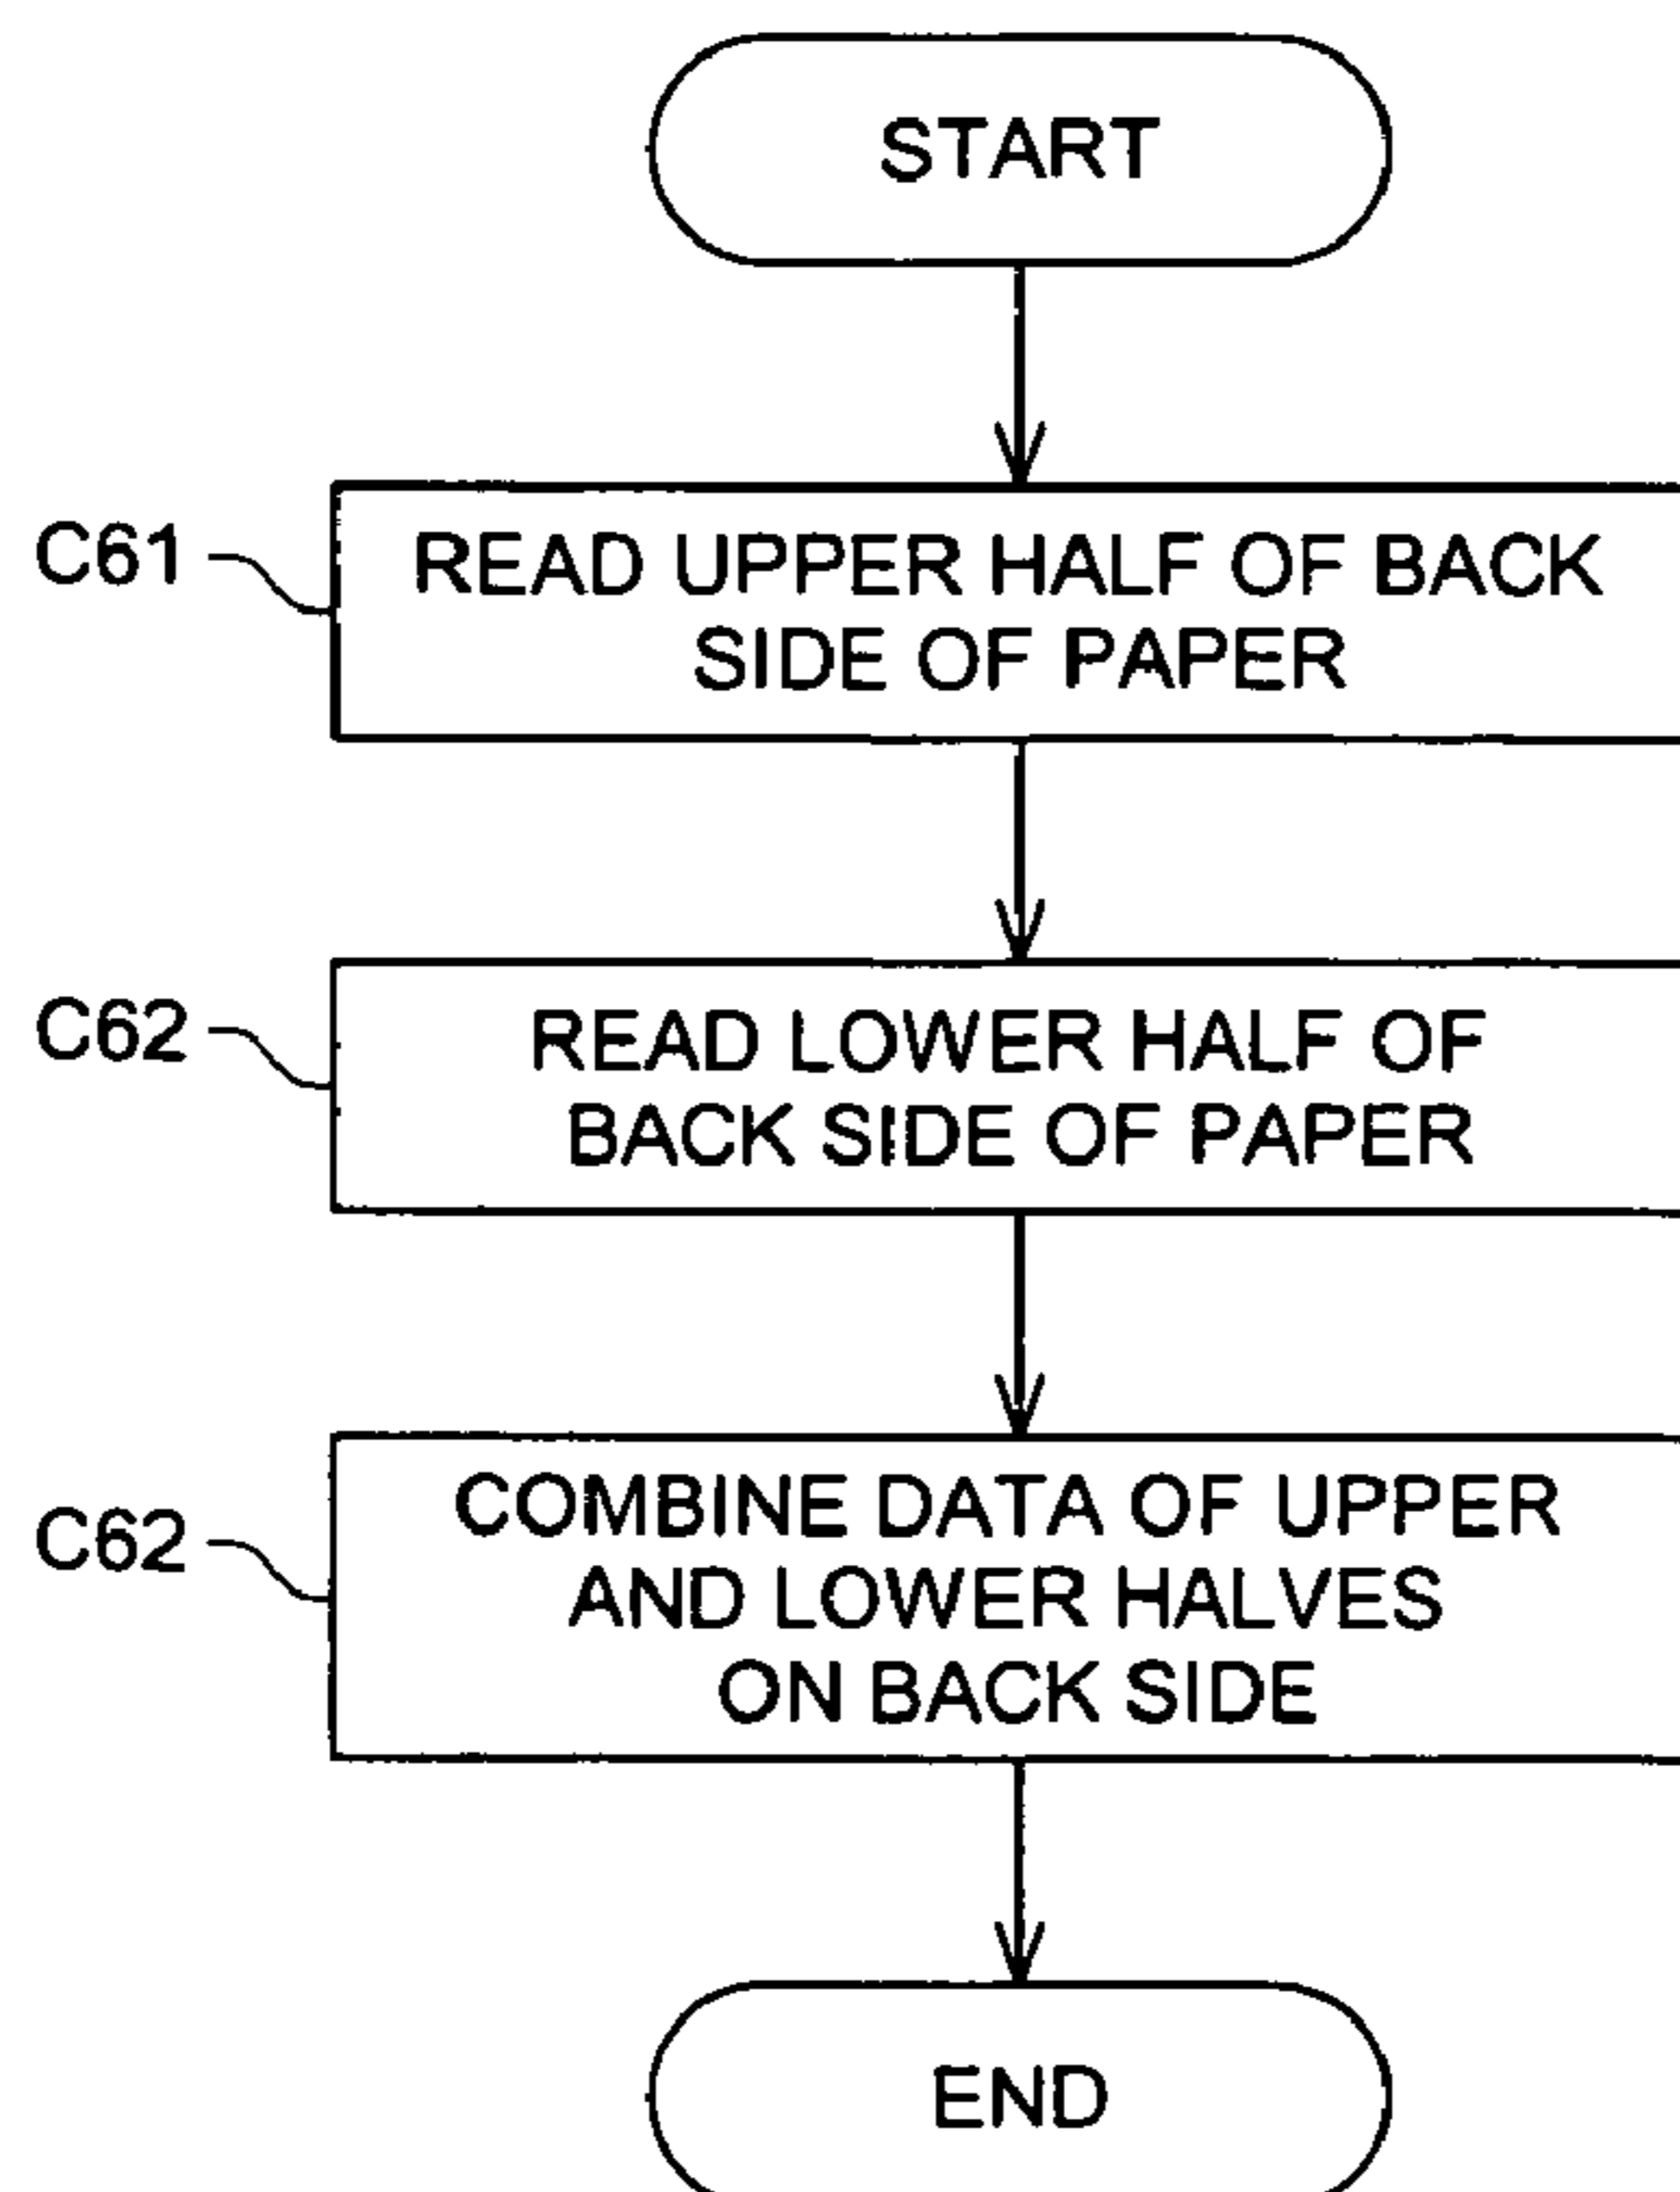 START
C61
READ UPPER HALF OF BACK
SIDE OF PAPER
C62
READ LOWER HALF OF
BACK SIDE OF PAPER
C62
COMBINE DATA OF UPPER
AND LOWER HALVES
ON BACK SIDE
END